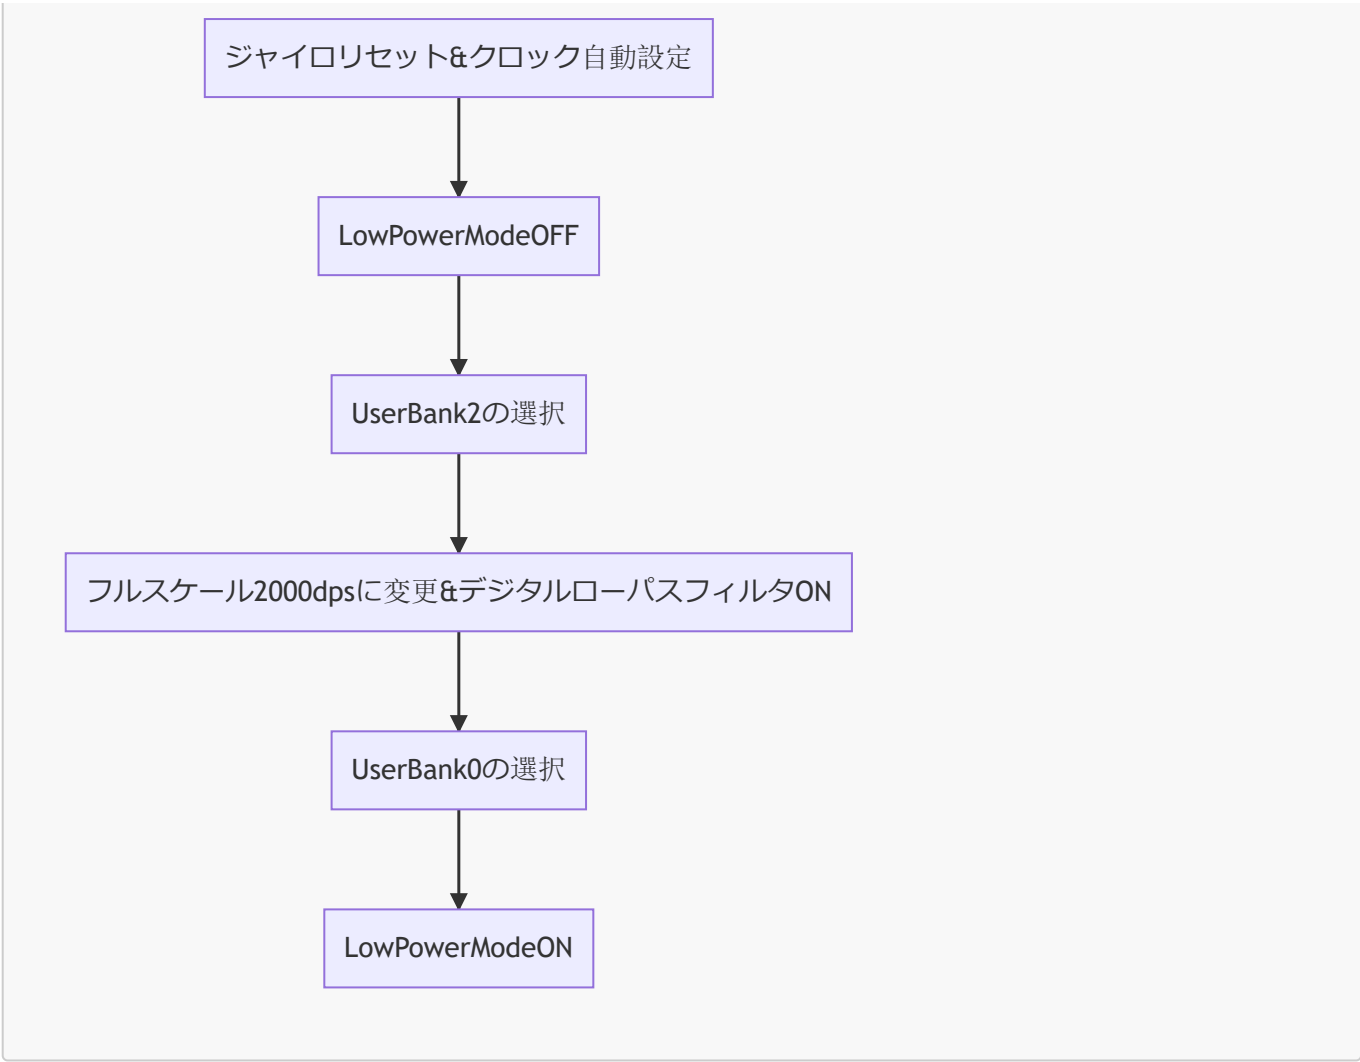 ジャイロリセット&クロック自動設定
LowPowerModeOFF
UserBank2の選択
フルスケール2000dpsに変更&デジタルローパスフィルタON
UserBank0の選択
LowPowerModeON